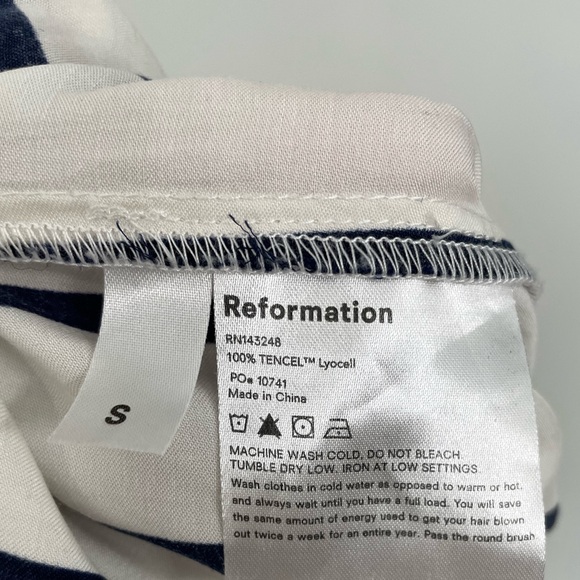 Reformation
RN143248
100% TENCEL™ Lyocell
PO# 10741
Made in China
MACHINE WASH COLD. DO NOT BLEACH.
TUMBLE DRY LOW. IRON AT LOW SETTINGS.
Wash clothes in cold water as opposed to warm or hot,
and always wait until you have a full load. You will save
the same amount of energy used to get your hair blown
out twice a week for an entire year. Pass the round brush.
S